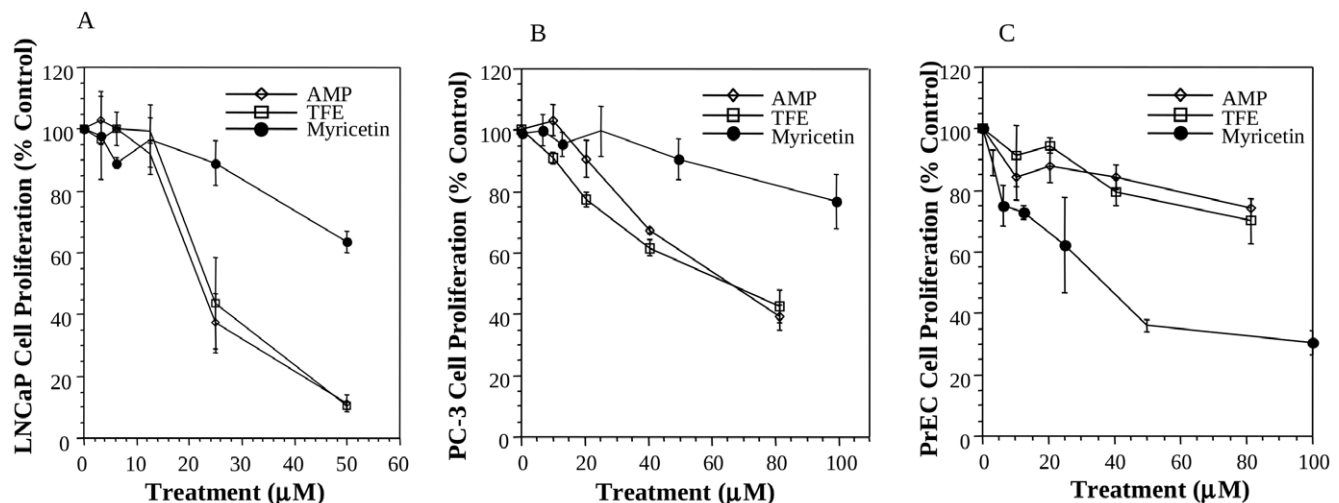 A
LNCaP Cell Proliferation (% Control)
120
100
80
60
40
20
0
AMP
TFE
Myricetin
0 10 20 30 40 50 60
Treatment (μM)
B
PC-3 Cell Proliferation (% Control)
120
100
80
60
40
20
0
AMP
TFE
Myricetin
0 20 40 60 80 100
Treatment (μM)
C
PrEC Cell Proliferation (% Control)
120
100
80
60
40
20
0
AMP
TFE
Myricetin
0 20 40 60 80 100
Treatment (μM)